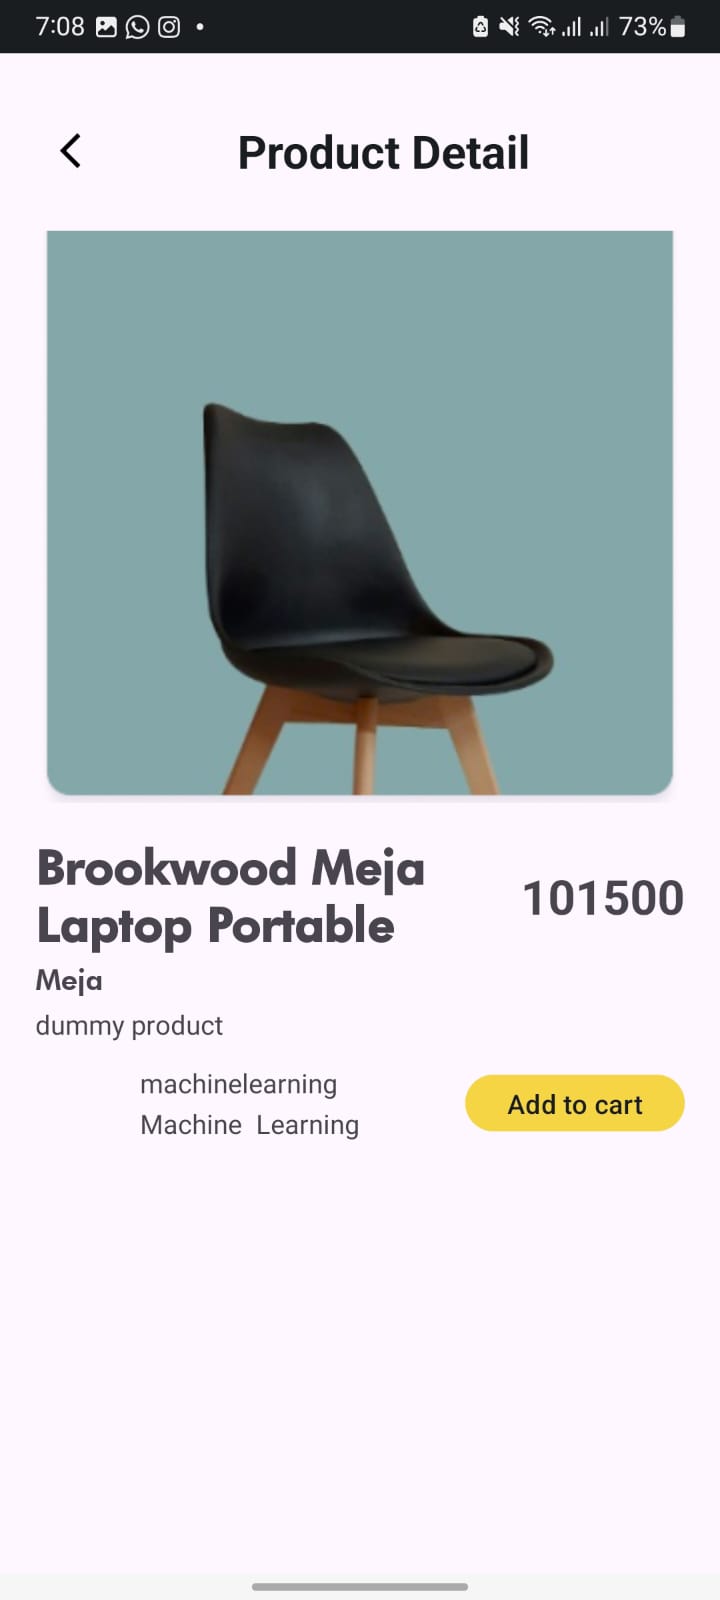 7:08
73%
Product Detail
Brookwood Meja
Laptop Portable
101500
Meja
dummy product
machinelearning
Machine  Learning
Add to cart